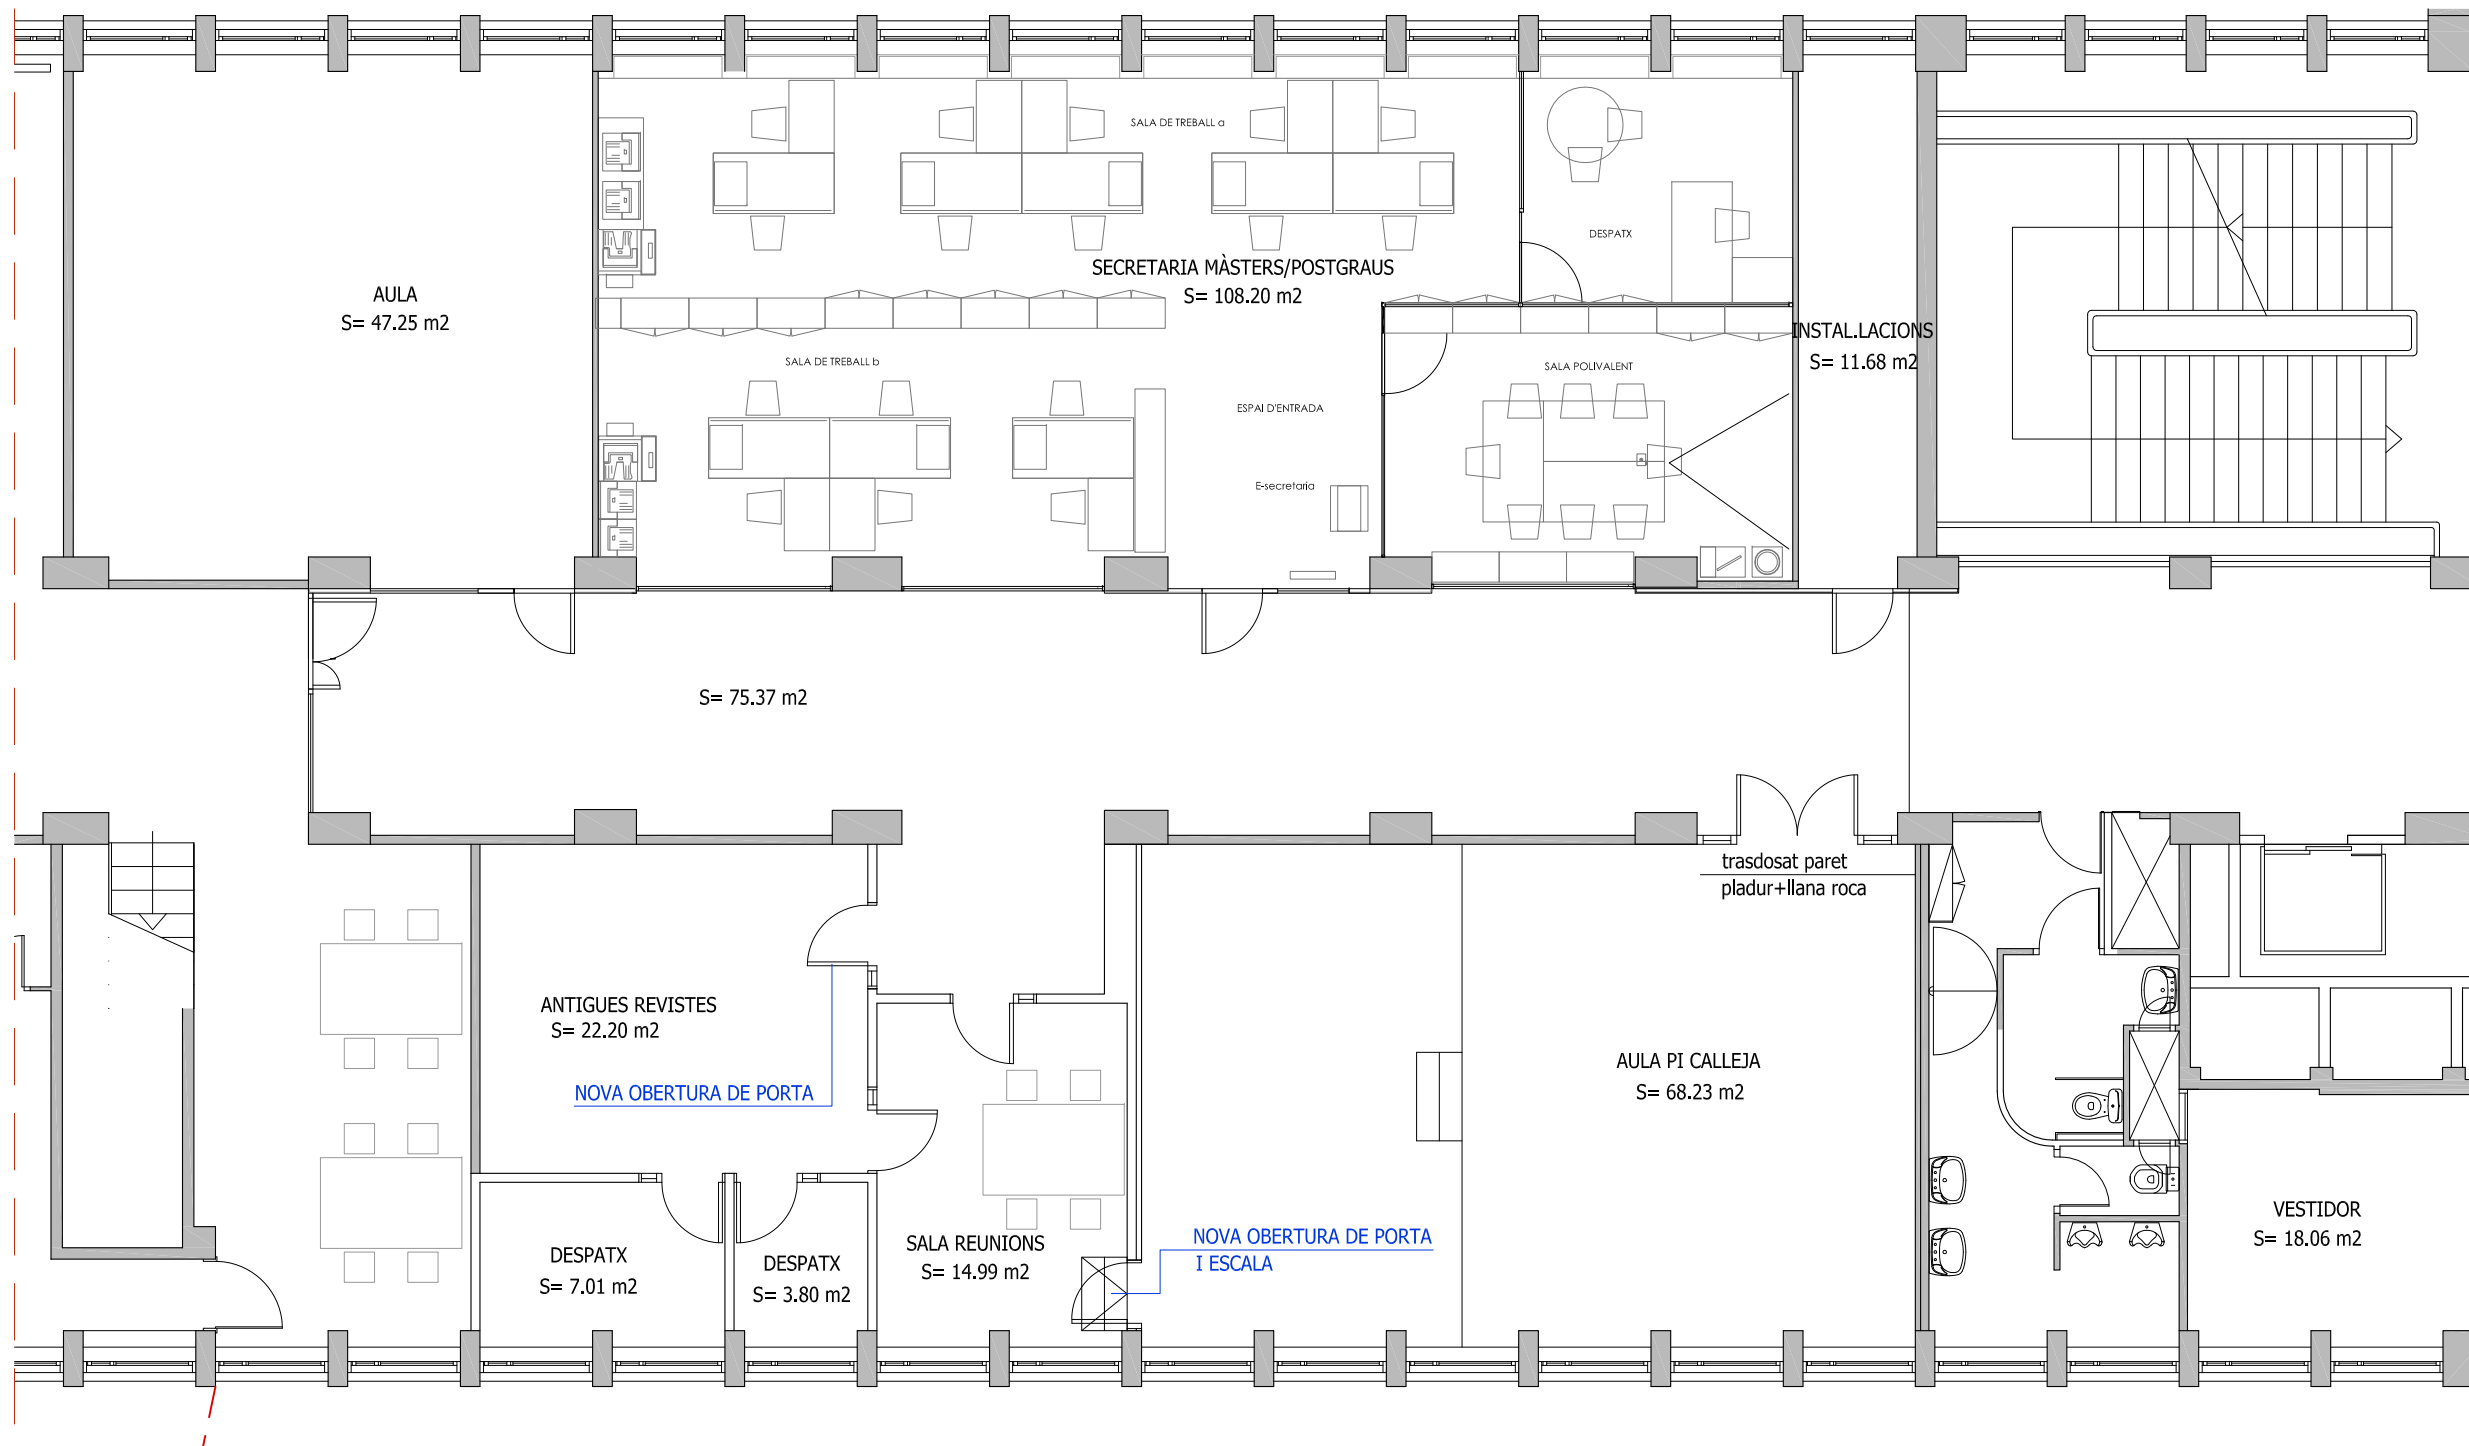 SALA DE TREBALL a
DESPATX
SECRETARIA MÀSTERS/POSTGRAUS
S= 108.20 m2
AULA
S= 47.25 m2
INSTAL.LACIONS
S= 11.68 m2
SALA DE TREBALL b
SALA POLIVALENT
ESPAI D'ENTRADA
E-secretaria
S= 75.37 m2
trasdosat paret
pladur+llana roca
ANTIGUES REVISTES
S= 22.20 m2
NOVA OBERTURA DE PORTA
AULA PI CALLEJA
S= 68.23 m2
VESTIDOR
S= 18.06 m2
NOVA OBERTURA DE PORTA
I ESCALA
SALA REUNIONS
S= 14.99 m2
DESPATX
S= 7.01 m2
DESPATX
S= 3.80 m2